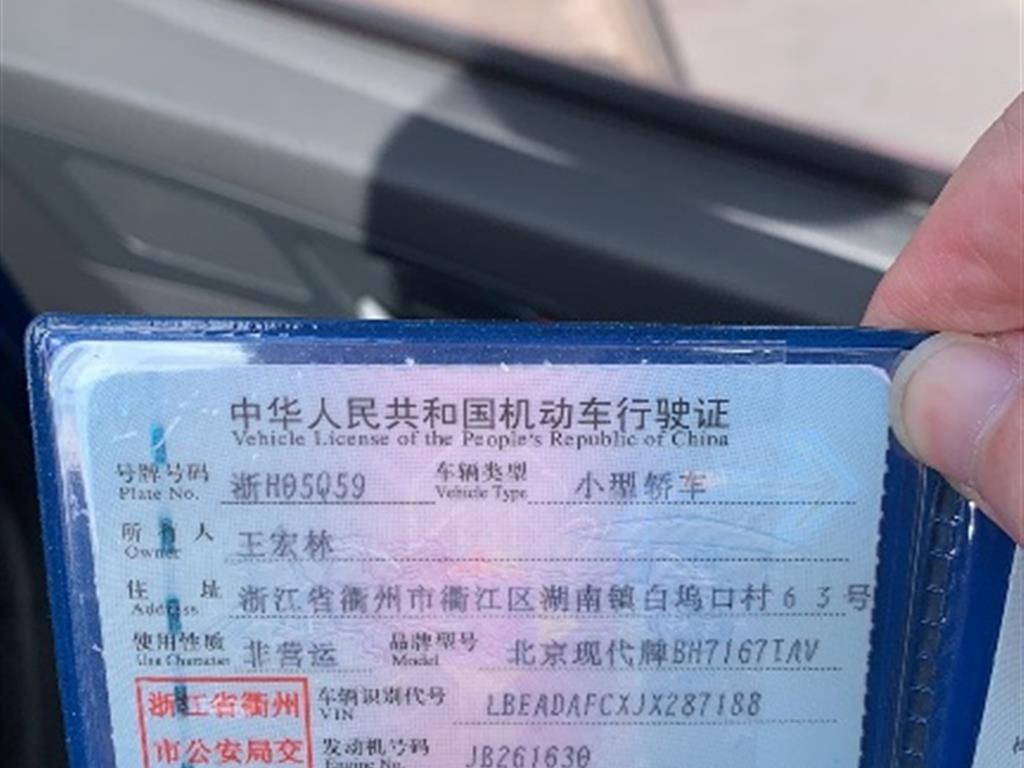 中华人民共和国机动车行驶证
Vehicle License of the People's Republic of China
号牌号码 浙H05Q59 车辆类型 小型轿车
Plate No. Vehicle Type
所有人 王宏林
Owner
住址 浙江省衢州市衢江区湖南镇白坞口村63号
Address
使用性质 非营运 品牌型号 北京现代牌BH7167IAV
Use Character Model
浙江省衢州 车辆识别代号 LBEADAFCXJX287188
VIN
市公安局交 发动机号码 JB261630
Engine No.